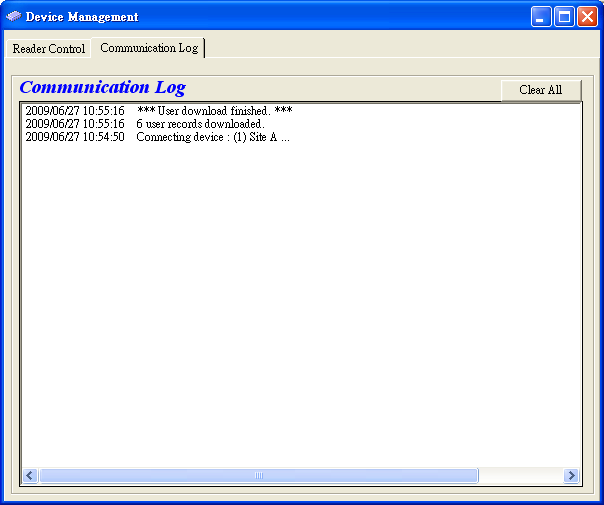 Device Management
Reader Control
Communication Log
Communication Log
Clear All
2009/06/27 10:55:16 *** User download finished. ***
2009/06/27 10:55:16 6 user records downloaded.
2009/06/27 10:54:50 Connecting device : (1) Site A ...